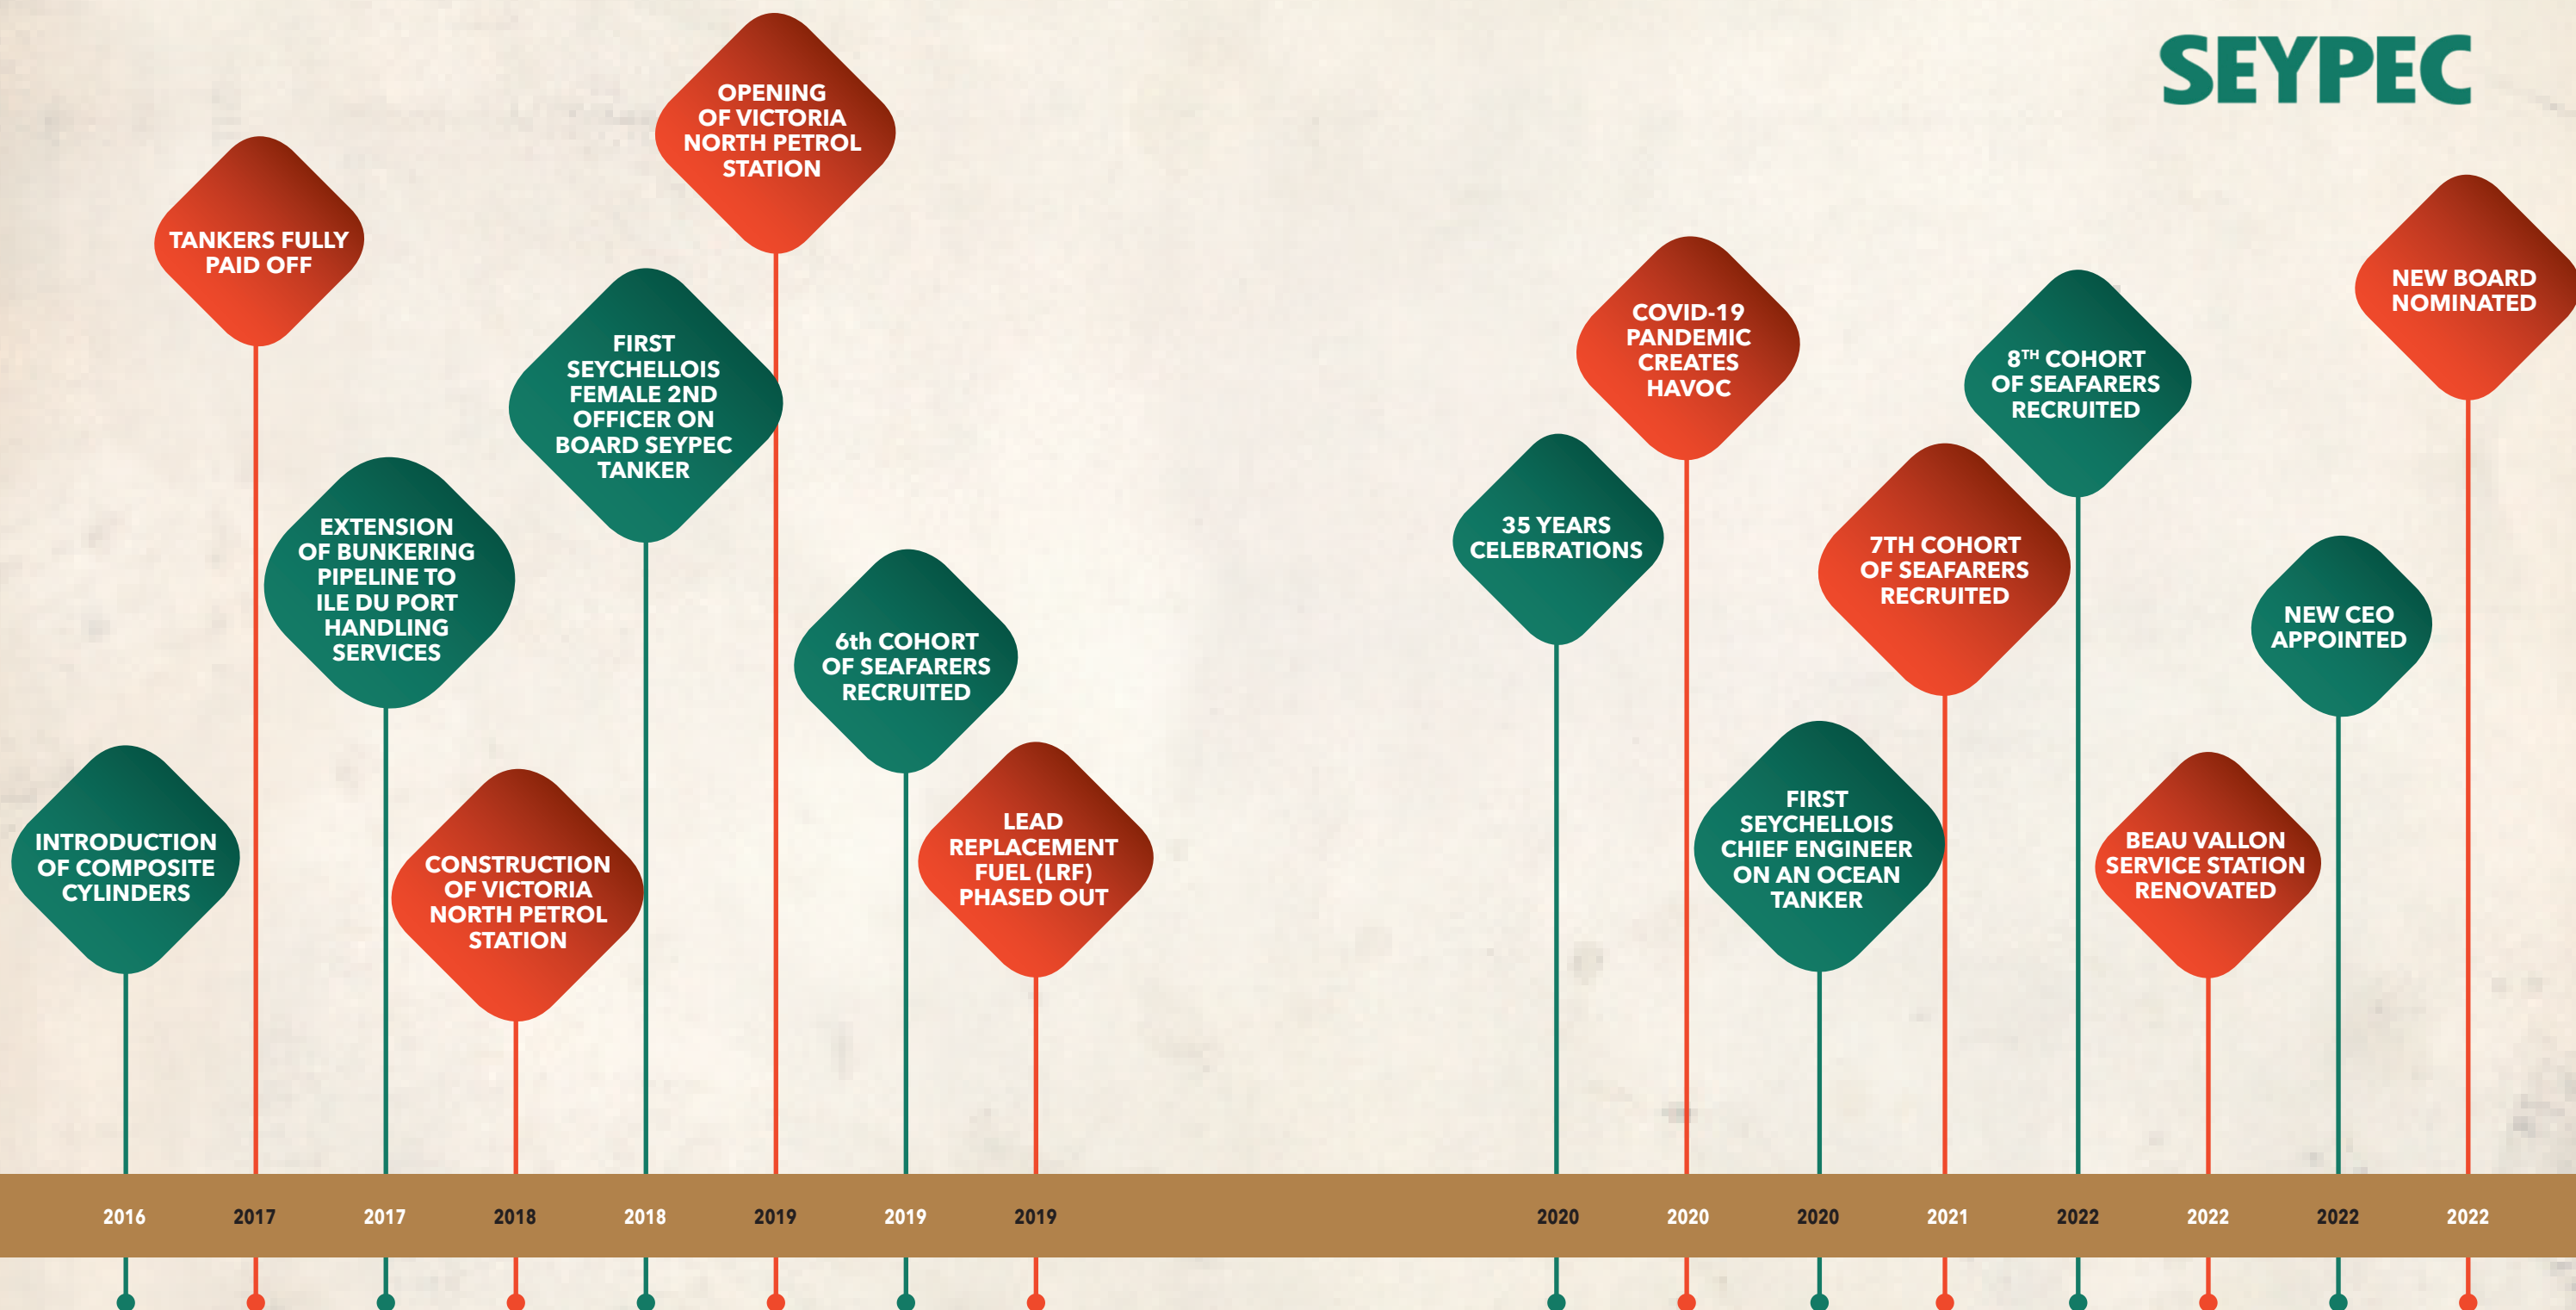 SEYPEC
INTRODUCTION
OF COMPOSITE
CYLINDERS
TANKERS FULLY
PAID OFF
EXTENSION
OF BUNKERING
PIPELINE TO
ILE DU PORT
HANDLING
SERVICES
CONSTRUCTION
OF VICTORIA
NORTH PETROL
STATION
FIRST
SEYCHELLOIS
FEMALE 2ND
OFFICER ON
BOARD SEYPEC
TANKER
OPENING
OF VICTORIA
NORTH PETROL
STATION
6th COHORT
OF SEAFARERS
RECRUITED
LEAD
REPLACEMENT
FUEL (LRF)
PHASED OUT
35 YEARS
CELEBRATIONS
COVID-19
PANDEMIC
CREATES
HAVOC
FIRST
SEYCHELLOIS
CHIEF ENGINEER
ON AN OCEAN
TANKER
7TH COHORT
OF SEAFARERS
RECRUITED
8TH COHORT
OF SEAFARERS
RECRUITED
BEAU VALLON
SERVICE STATION
RENOVATED
NEW CEO
APPOINTED
NEW BOARD
NOMINATED
2016 2017 2017 2018 2018 2019 2019 2019 2020 2020 2020 2021 2022 2022 2022 2022